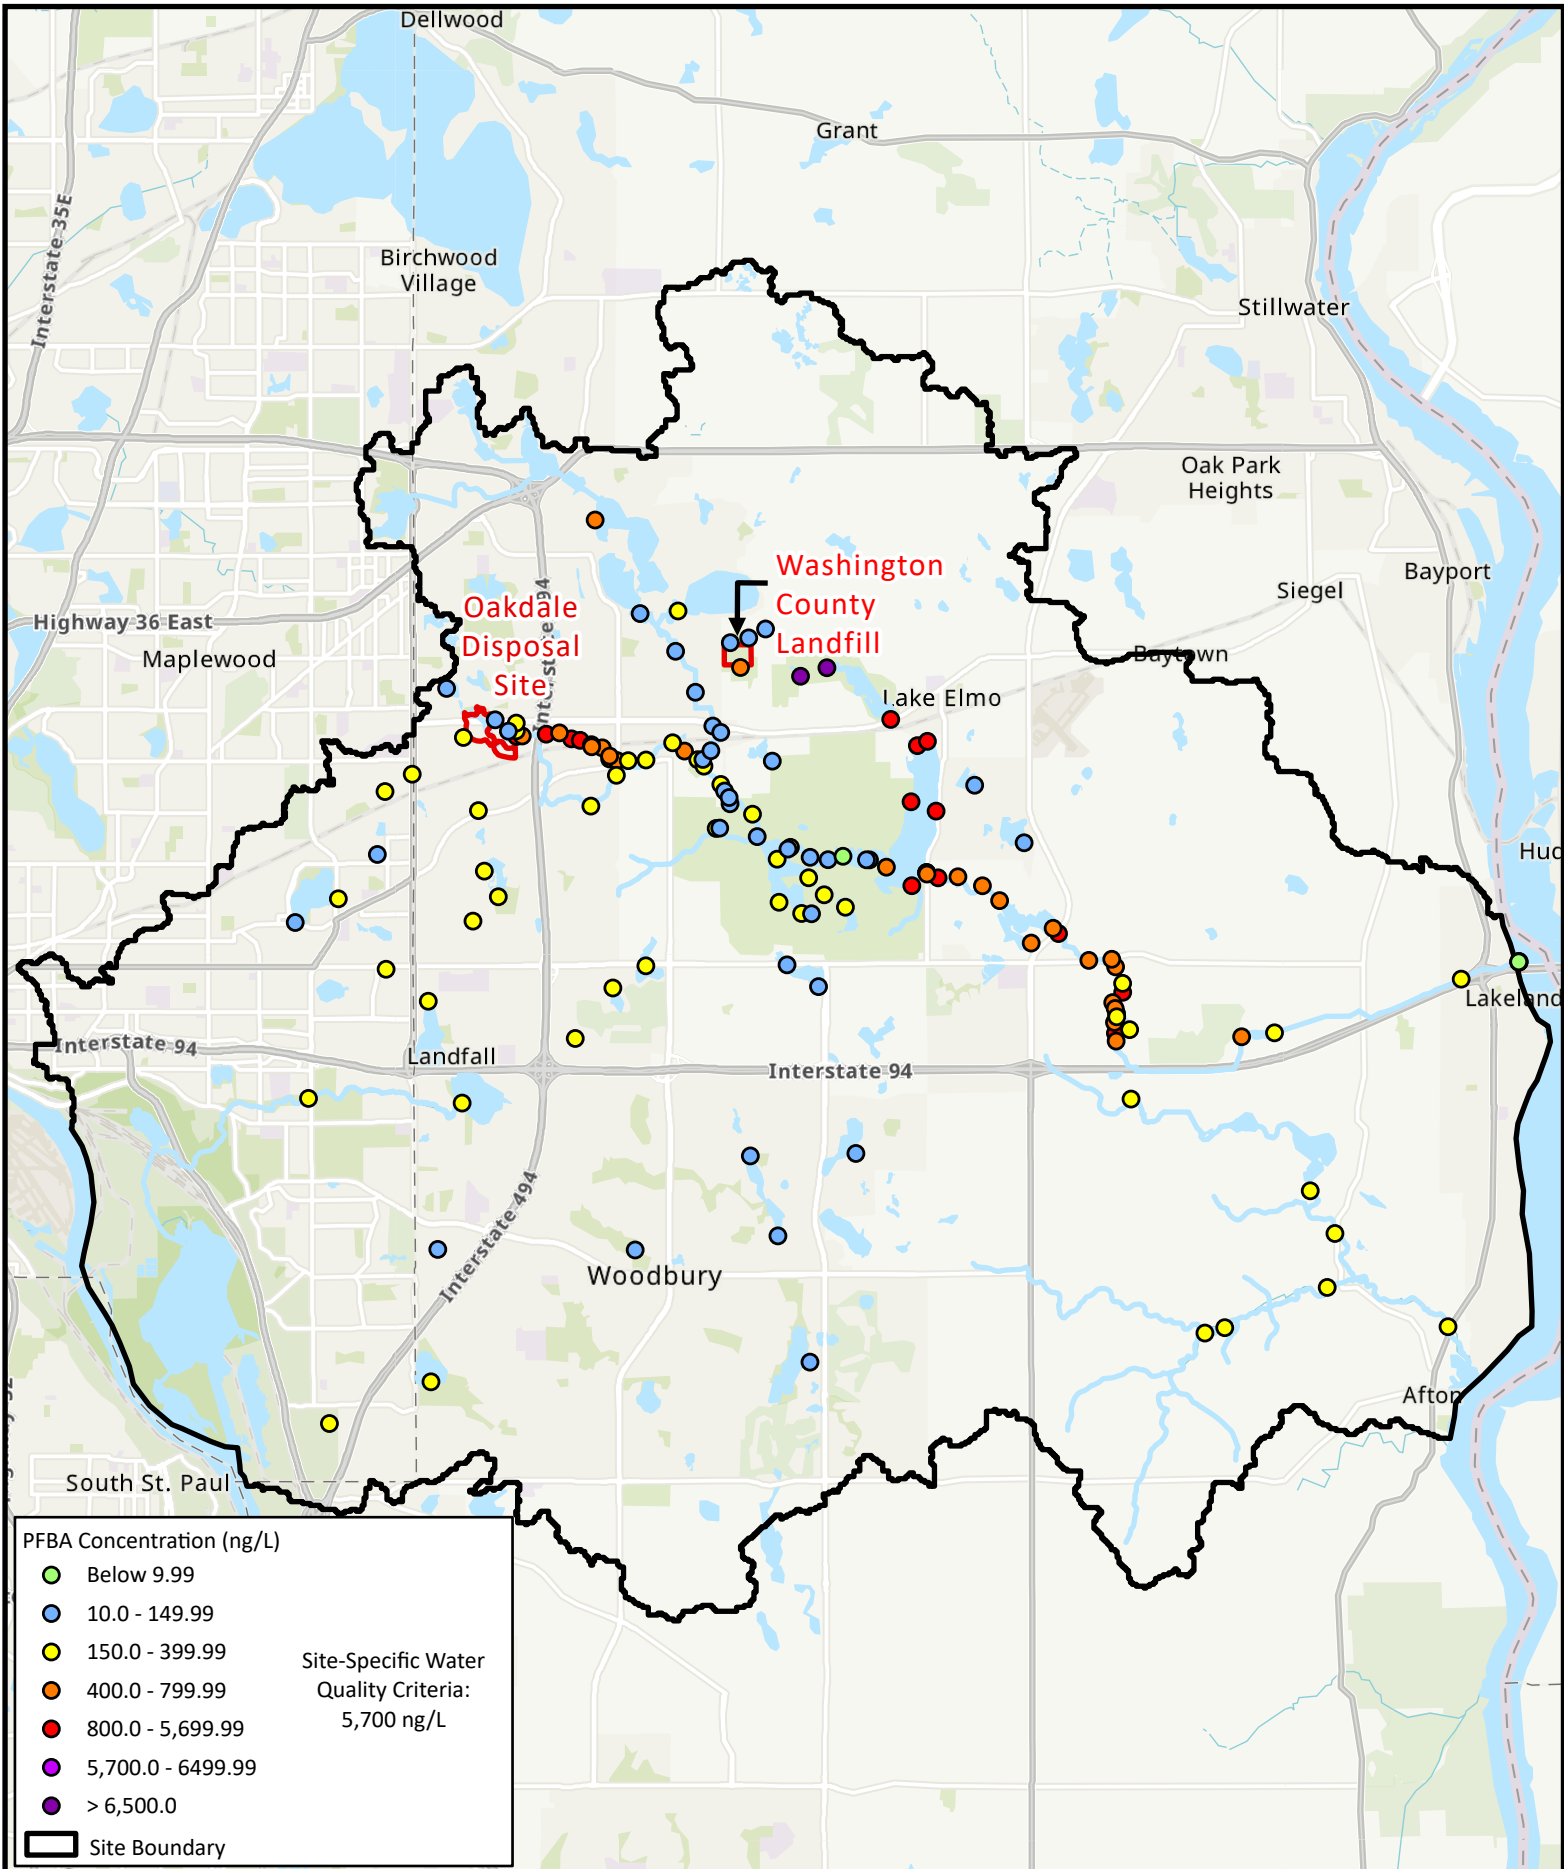 Dellwood
Grant
Interstate 35E
Birchwood
Village
Stillwater
Oak Park
Heights
Bayport
Siegel
Washington
County
Landfill
Interstate 94
Oakdale
Disposal
Site
Highway 36 East
Maplewood
Baytown
Lake Elmo
Hud
Lakeland
Interstate 94
Landfall
Interstate 94
Interstate 494
Woodbury
Afton
South St. Paul
PFBA Concentration (ng/L)
Below 9.99
10.0 - 149.99
150.0 - 399.99
400.0 - 799.99
800.0 - 5,699.99
5,700.0 - 6499.99
> 6,500.0
Site Boundary
Site-Specific Water
Quality Criteria:
5,700 ng/L